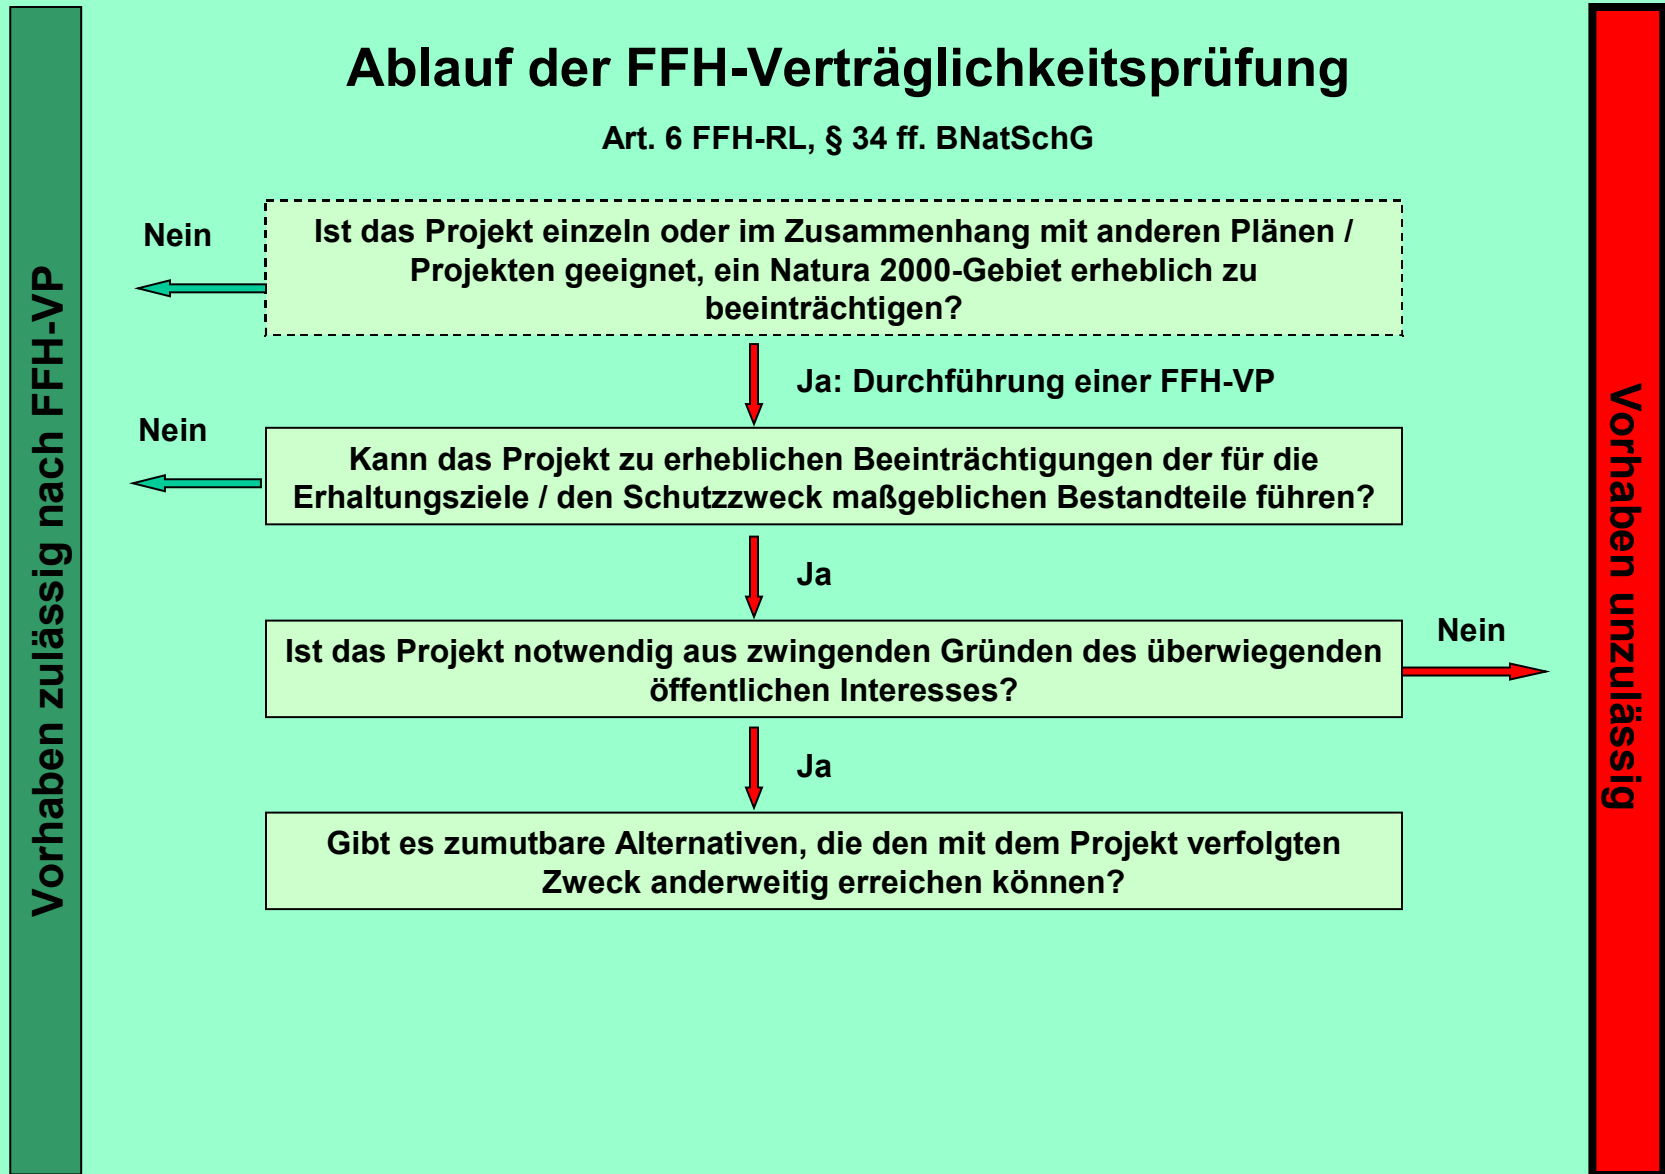 Ablauf der FFH-Verträglichkeitsprüfung
Art. 6 FFH-RL, § 34 ff. BNatSchG
Vorhaben zulässig nach FFH-VP
Nein
Ist das Projekt einzeln oder im Zusammenhang mit anderen Plänen /
Projekten geeignet, ein Natura 2000-Gebiet erheblich zu
beeinträchtigen?
Ja: Durchführung einer FFH-VP
Nein
Kann das Projekt zu erheblichen Beeinträchtigungen der für die
Erhaltungsziele / den Schutzzweck maßgeblichen Bestandteile führen?
Ja
Ist das Projekt notwendig aus zwingenden Gründen des überwiegenden
öffentlichen Interesses?
Nein
Ja
Gibt es zumutbare Alternativen, die den mit dem Projekt verfolgten
Zweck anderweitig erreichen können?
Vorhaben unzulässig